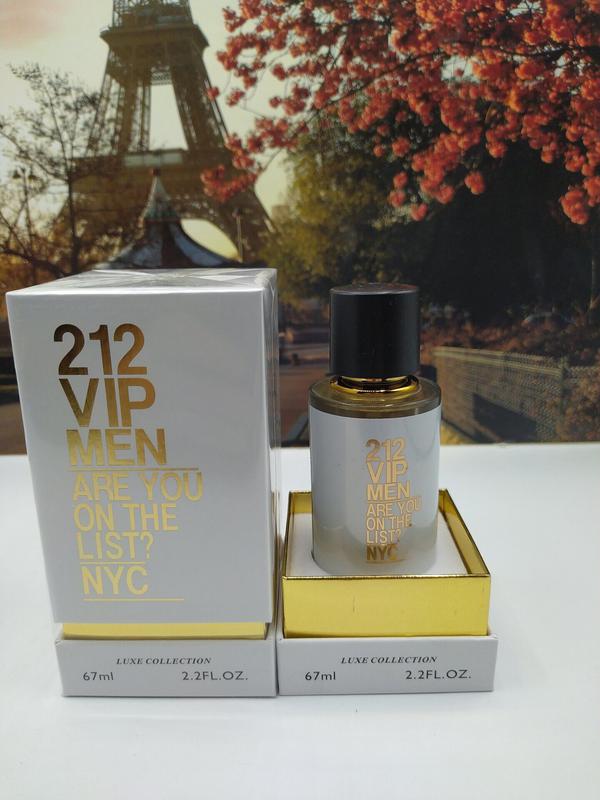 212
VIP
MEN
ARE YOU
ON THE
LIST?
NYC
LUXE COLLECTION
67ml 2.2FL.OZ.
212
VIP
MEN
ARE YOU
ON THE
LIST?
NYC
LUXE COLLECTION
67ml 2.2FL.OZ.